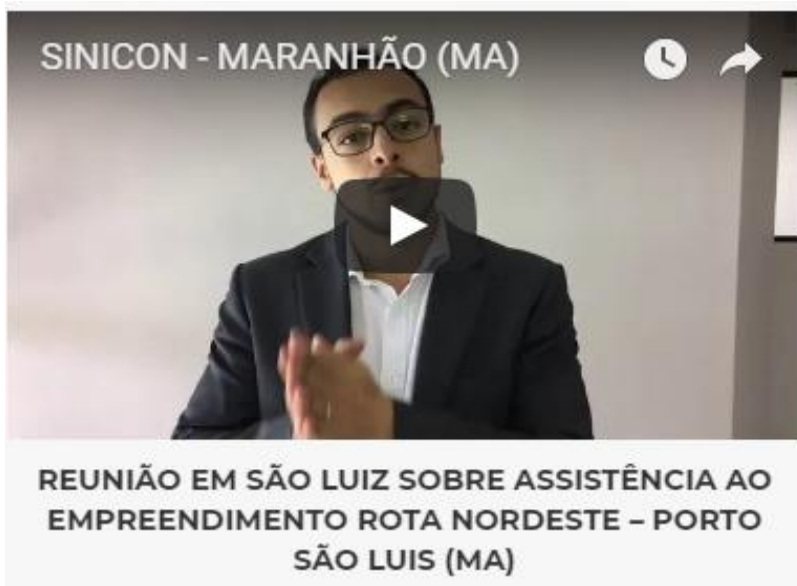 SINICON - MARANHÃO (MA)
REUNIÃO EM SÃO LUIZ SOBRE ASSISTÊNCIA AO
EMPREENDIMENTO ROTA NORDESTE – PORTO
SÃO LUIS (MA)